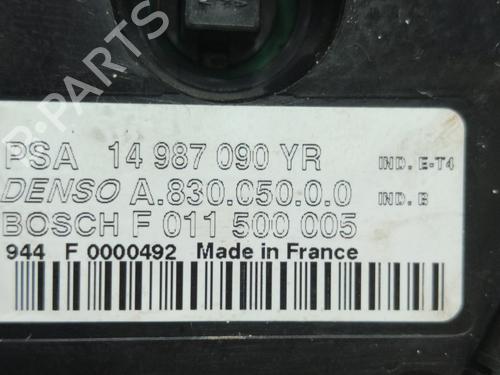 PSA 14 987 090 YR IND. E-T4
DENSO A.830.050.0.0 IND. B
BOSCH F 011 500 005
944 F 0000492 Made in France
B-PARTS